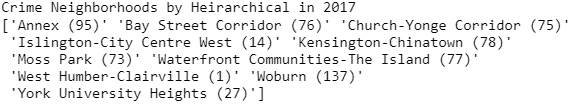 Crime Neighborhoods by Heirarchical in 2017
['Annex (95)' 'Bay Street Corridor (76)' 'Church-Yonge Corridor (75)'
'Islington-City Centre West (14)' 'Kensington-Chinatown (78)'
'Moss Park (73)' 'Waterfront Communities-The Island (77)'
'West Humber-Clairville (1)' 'Woburn (137)'
'York University Heights (27)']